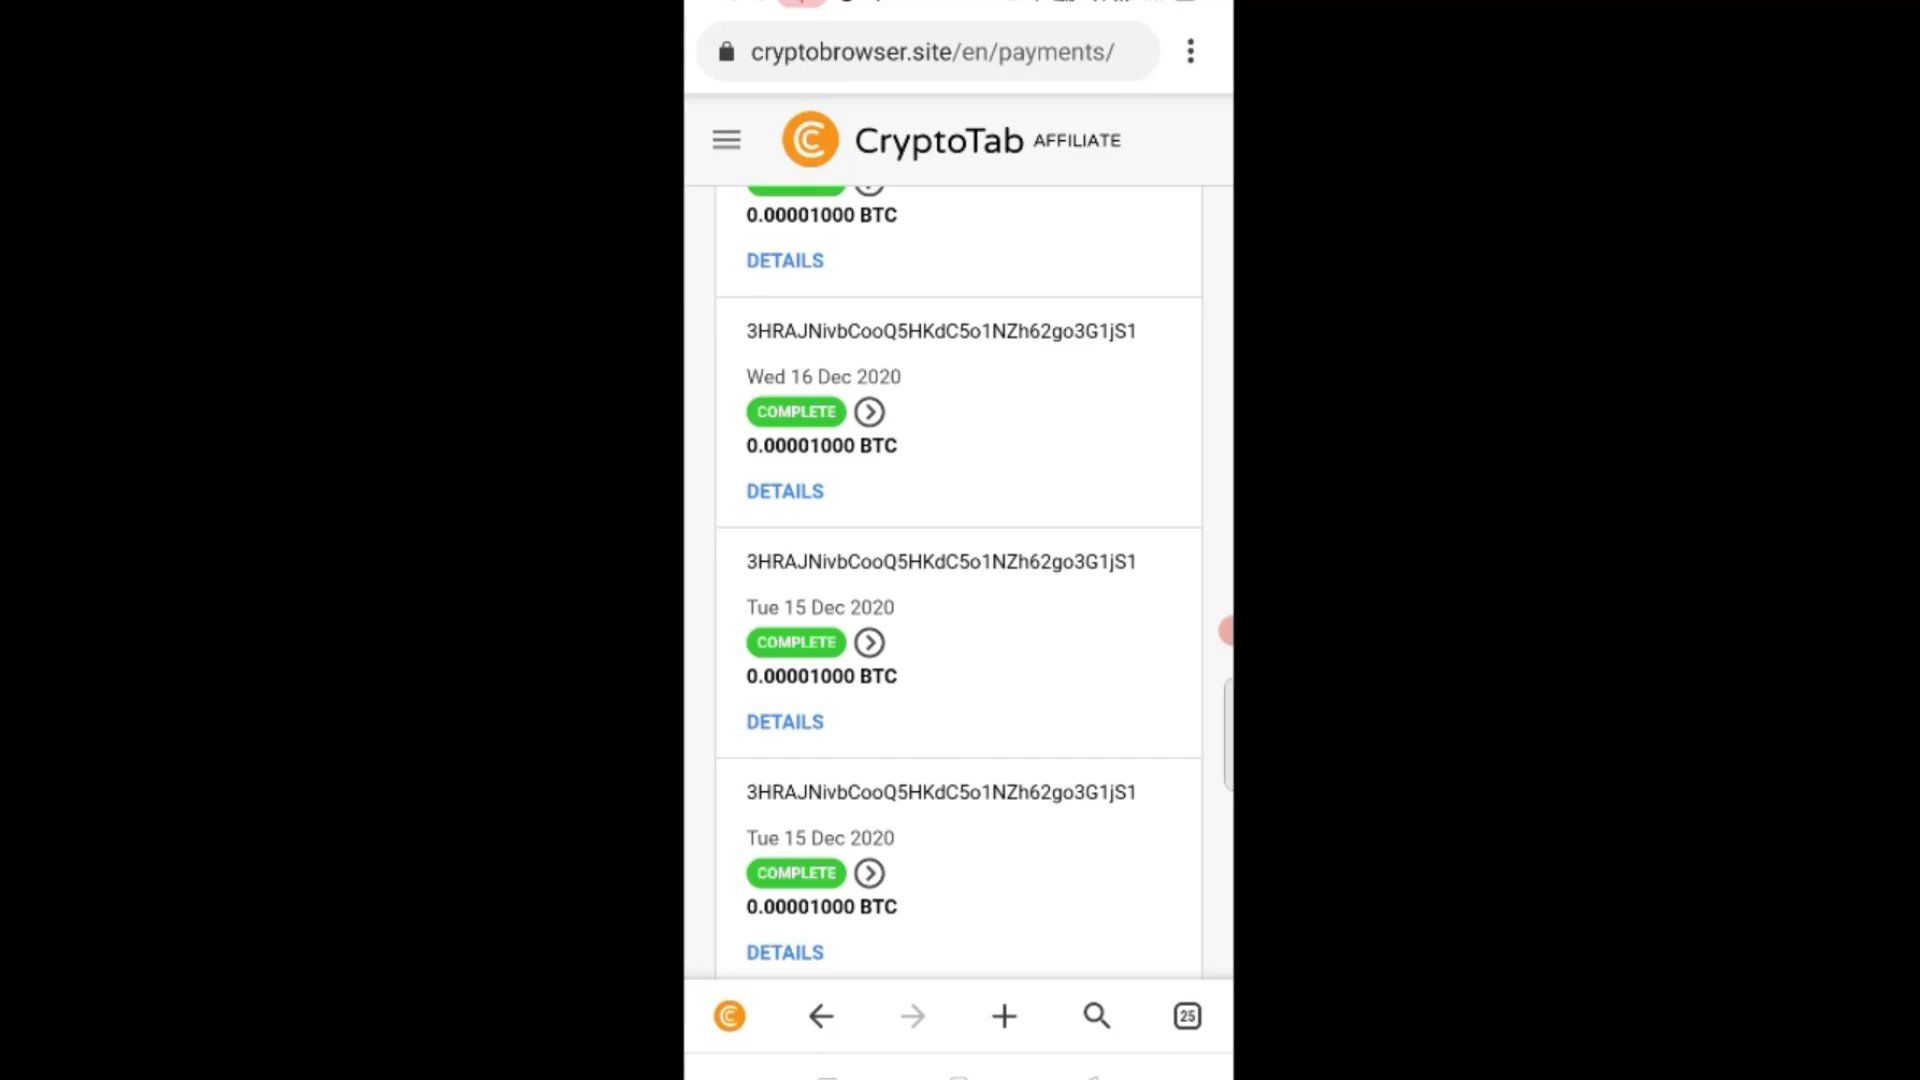 cryptobrowser.site/en/payments/
CryptoTab AFFILIATE
0.00001000 BTC
DETAILS
3HRAJNivbCooQ5HKdC5o1NZh62go3G1jS1
Wed 16 Dec 2020
COMPLETE
0.00001000 BTC
DETAILS
3HRAJNivbCooQ5HKdC5o1NZh62go3G1jS1
Tue 15 Dec 2020
COMPLETE
0.00001000 BTC
DETAILS
3HRAJNivbCooQ5HKdC5o1NZh62go3G1jS1
Tue 15 Dec 2020
COMPLETE
0.00001000 BTC
DETAILS
25